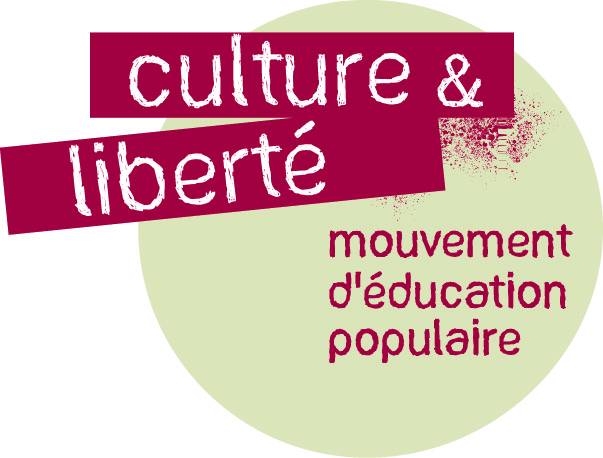 culture &
liberté
mouvement
d'éducation
populaire